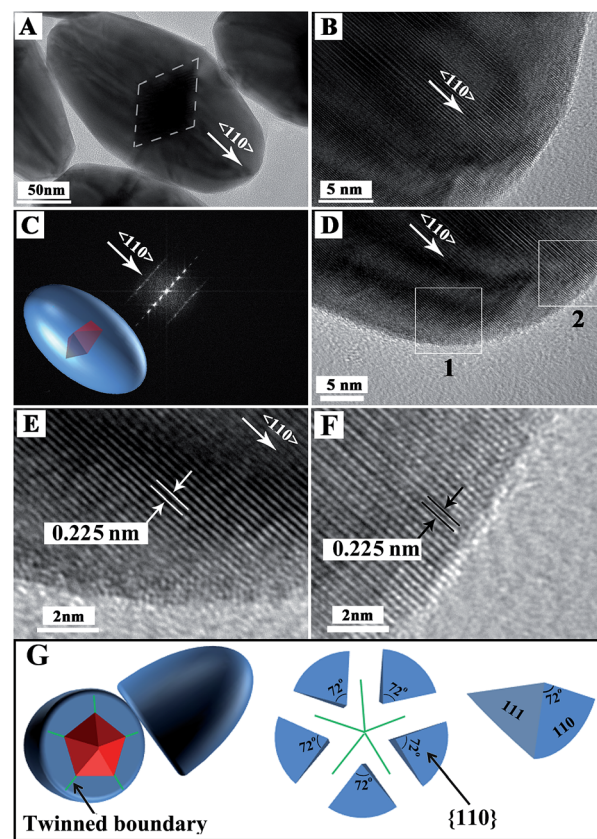 A
<110>
50nm
B
<110>
5 nm
C
<110>
D
<110>
1
2
5 nm
E
<110>
0.225 nm
2nm
F
0.225 nm
2nm
G
72°
72°
72°
72°
72°
Twinned boundary
{110}
111
72°
110